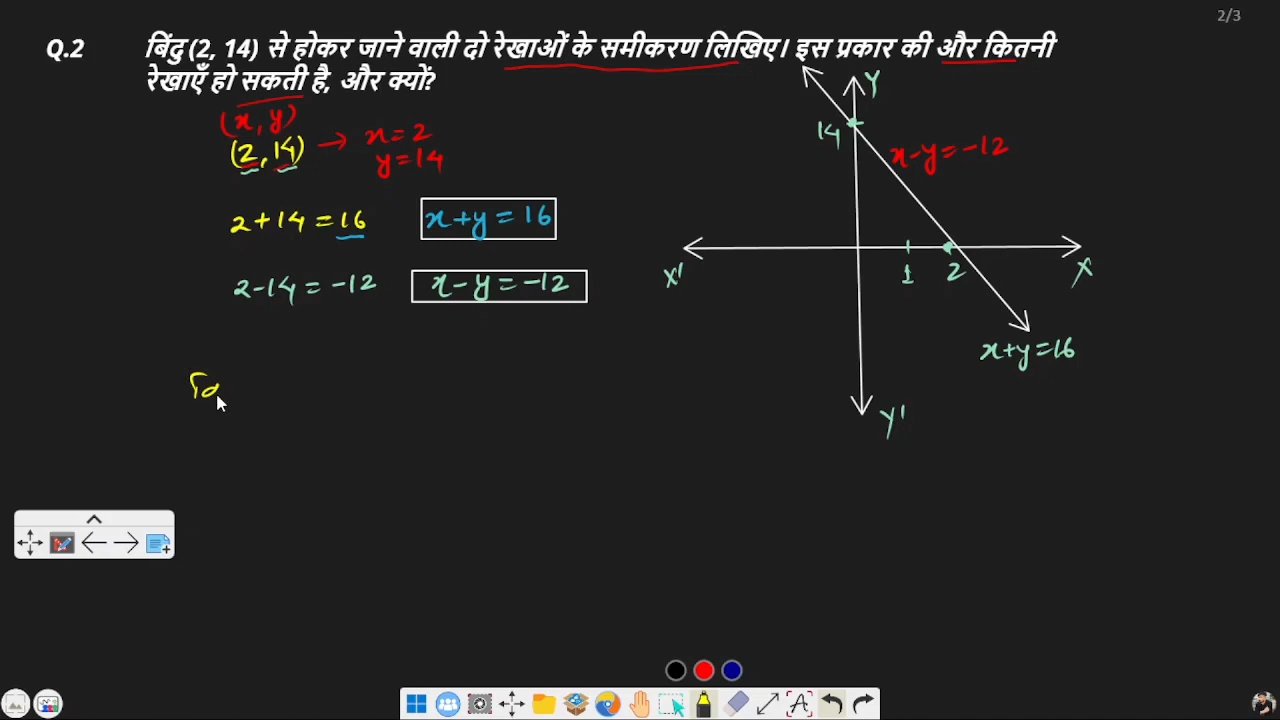 2/3
Q.2 बिंदु (2, 14) से होकर जाने वाली दो रेखाओं के समीकरण लिखिए। इस प्रकार की और कितनी
रेखाएँ हो सकती है, और क्यों?
(x, y)
(2, 14) → x = 2
y = 14
2 + 14 = 16 x + y = 16
2 - 14 = -12 x - y = -12
Y
14
x - y = -12
X'
1
2
X
x + y = 16
Y'